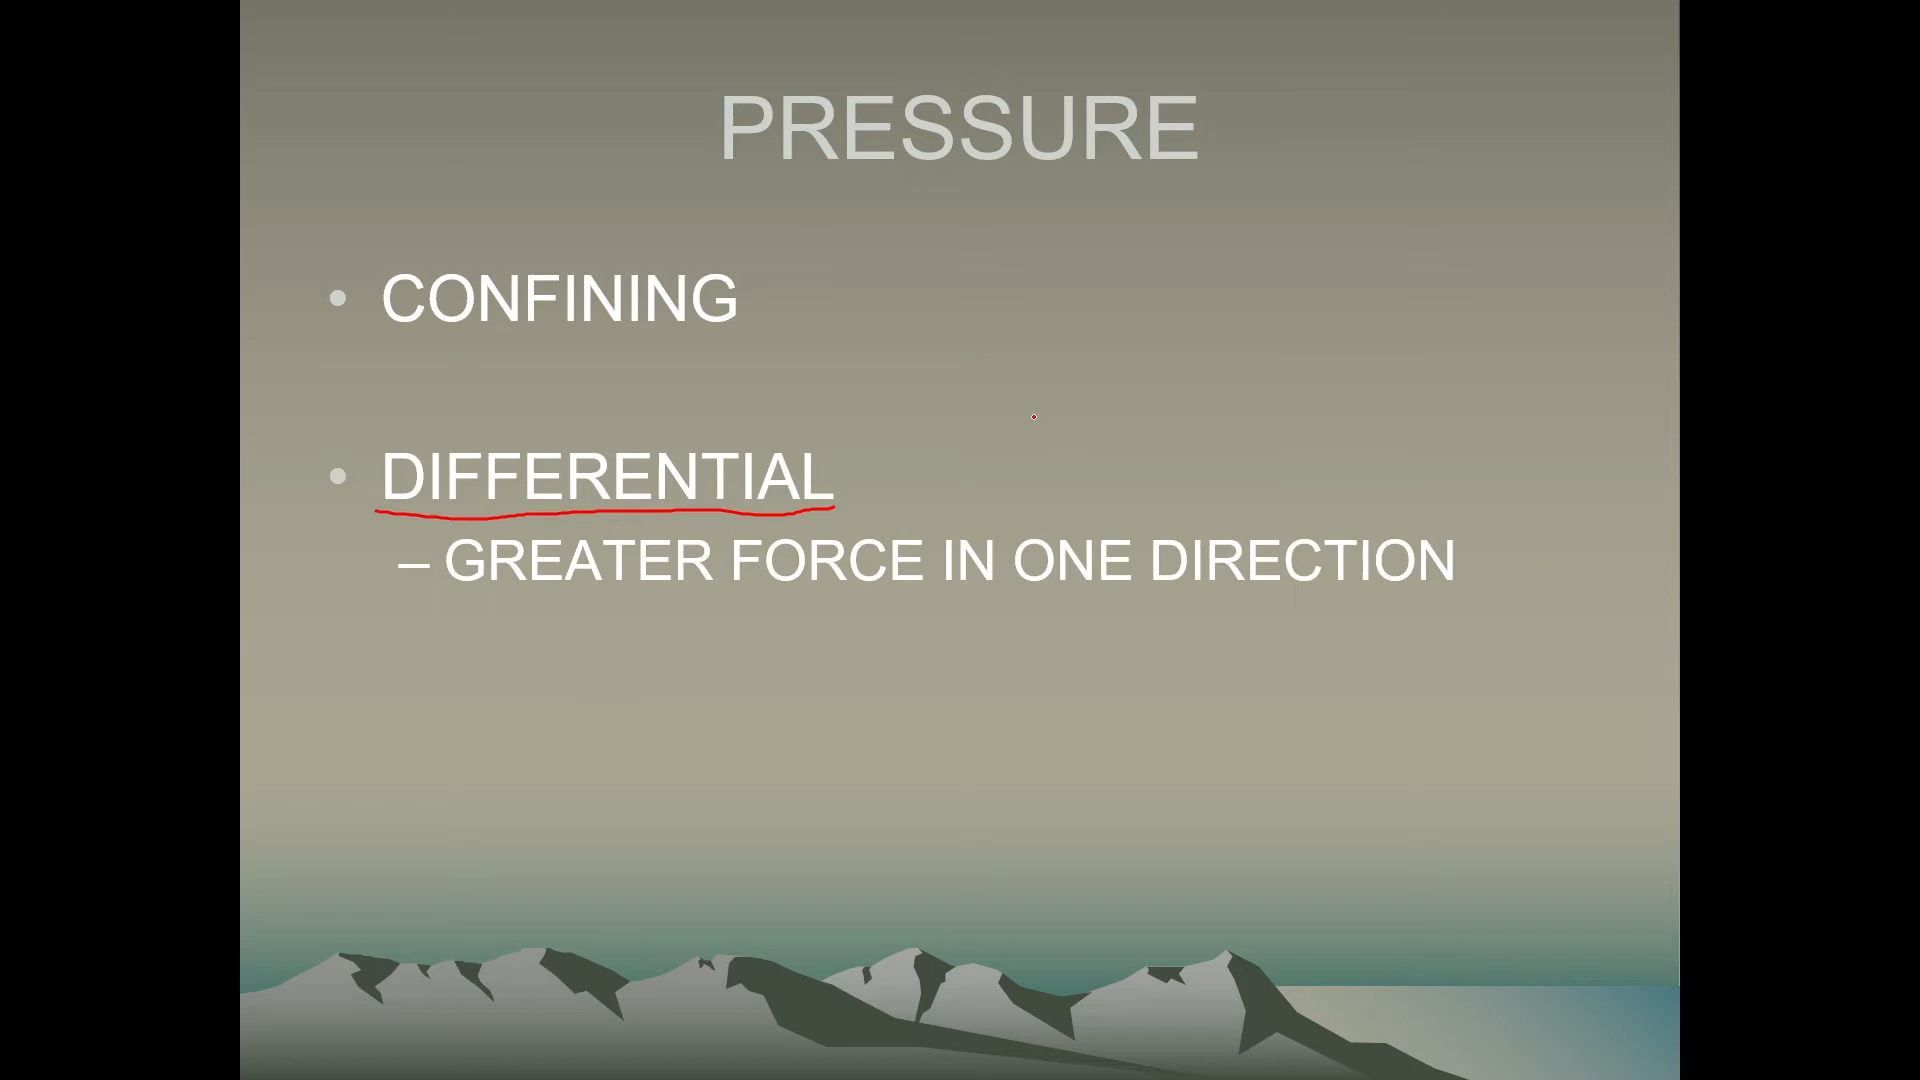 PRESSURE
• CONFINING
• DIFFERENTIAL
– GREATER FORCE IN ONE DIRECTION